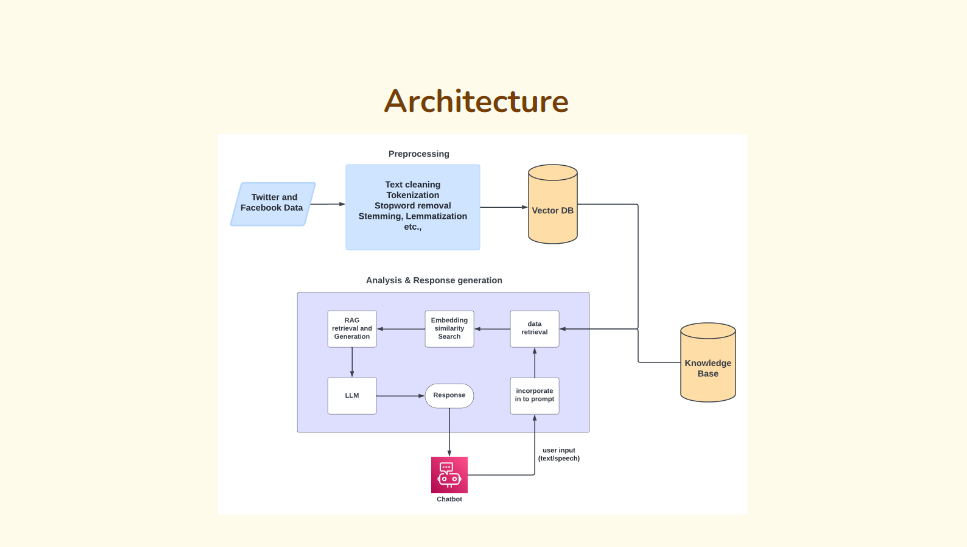 Architecture
Preprocessing
Twitter and
Facebook Data
Text cleaning
Tokenization
Stopword removal
Stemming, Lemmatization
etc.,
Vector DB
Analysis & Response generation
RAG
retrieval and
Generation
Embedding
similarity
Search
data
retrieval
Knowledge
Base
LLM
Response
incorporate
in to prompt
user input
(text/speech)
Chatbot